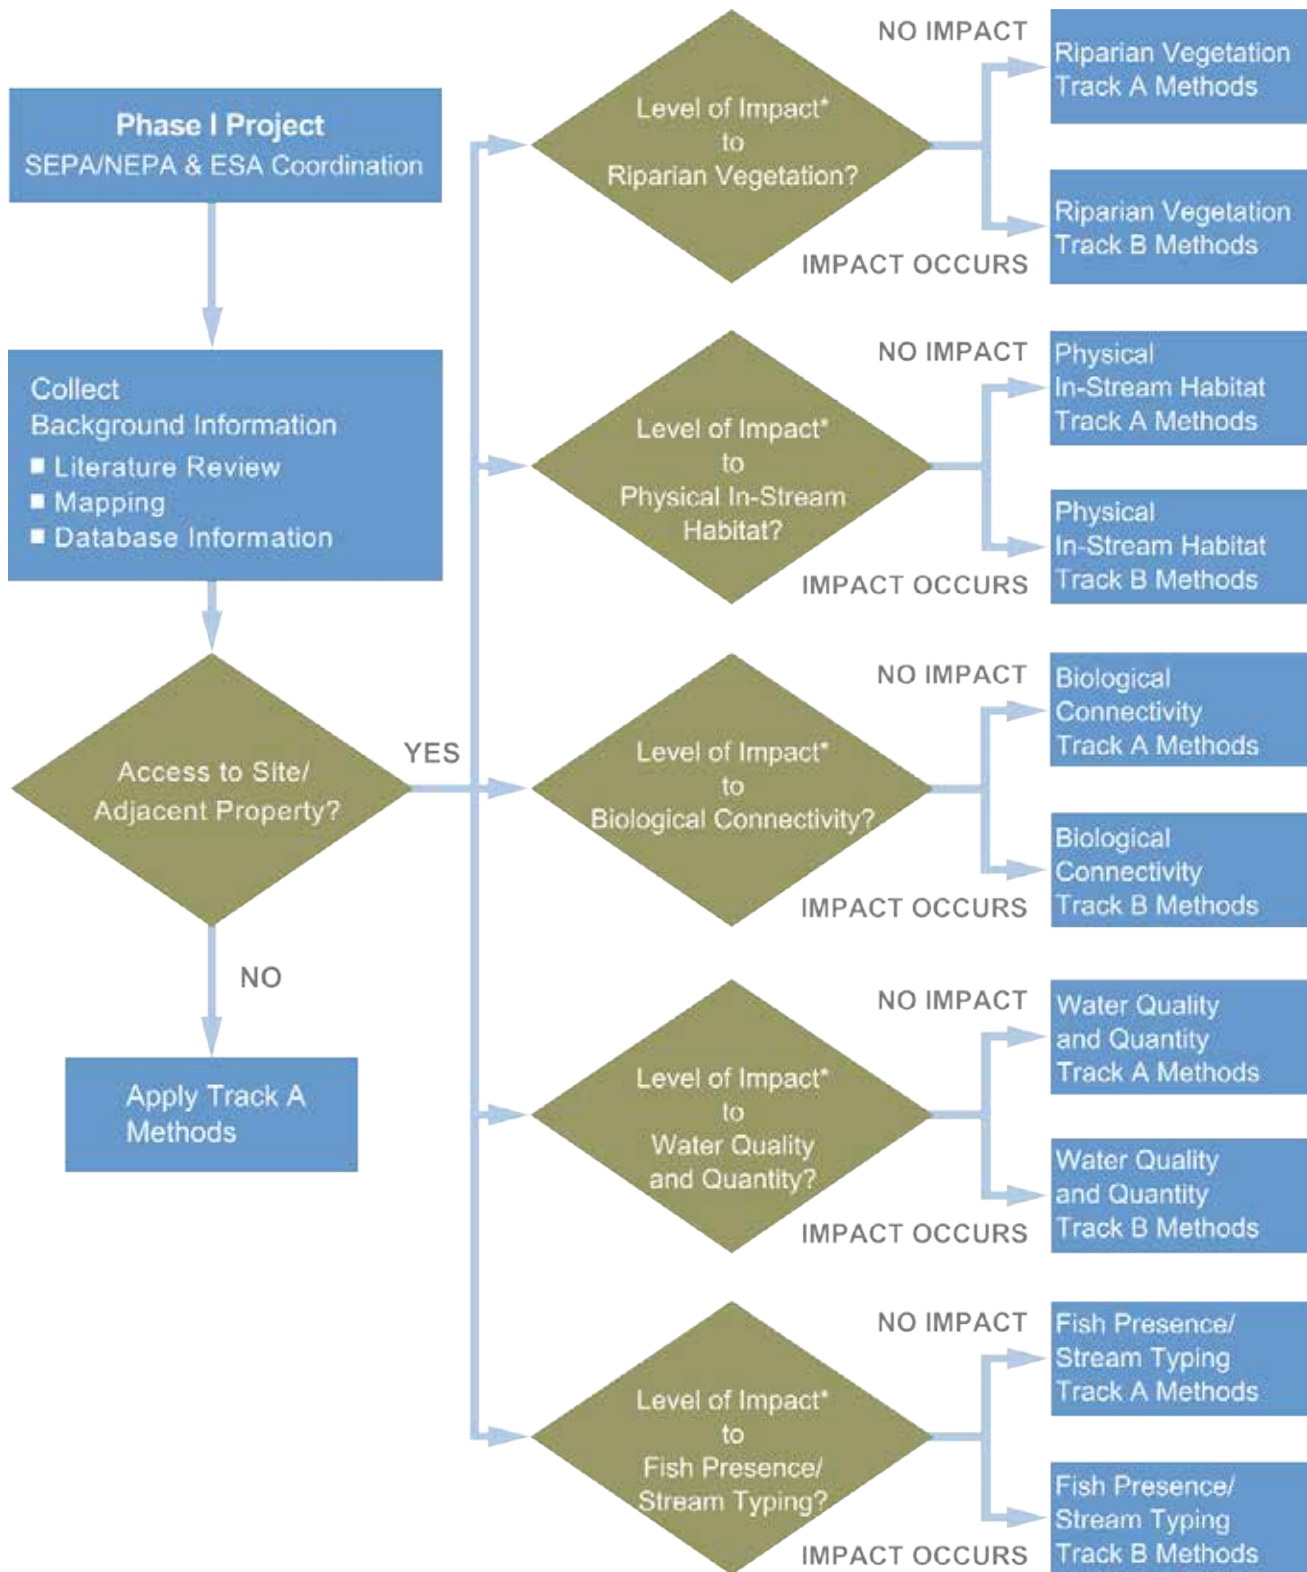 Phase I Project
SEPA/NEPA & ESA Coordination
Collect
Background Information
■ Literature Review
■ Mapping
■ Database Information
Access to Site/
Adjacent Property?
YES
NO
Apply Track A
Methods
Level of Impact*
to
Riparian Vegetation?
NO IMPACT
Riparian Vegetation
Track A Methods
IMPACT OCCURS
Riparian Vegetation
Track B Methods
Level of Impact*
to
Physical In-Stream
Habitat?
NO IMPACT
Physical
In-Stream Habitat
Track A Methods
IMPACT OCCURS
Physical
In-Stream Habitat
Track B Methods
Level of Impact*
to
Biological Connectivity?
NO IMPACT
Biological
Connectivity
Track A Methods
IMPACT OCCURS
Biological
Connectivity
Track B Methods
Level of Impact*
to
Water Quality
and Quantity?
NO IMPACT
Water Quality
and Quantity
Track A Methods
IMPACT OCCURS
Water Quality
and Quantity
Track B Methods
Level of Impact*
to
Fish Presence/
Stream Typing?
NO IMPACT
Fish Presence/
Stream Typing
Track A Methods
IMPACT OCCURS
Fish Presence/
Stream Typing
Track B Methods